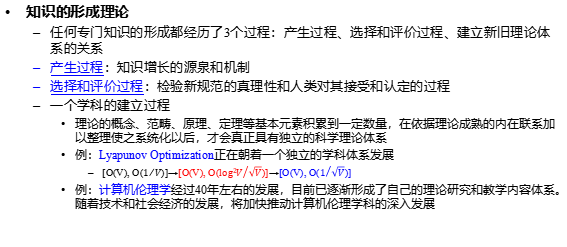 • 知识的形成理论
– 任何专门知识的形成都经历了3个过程：产生过程、选择和评价过程、建立新旧理论体
系的关系
– 产生过程：知识增长的源泉和机制
– 选择和评价过程：检验新规范的真理性和人类对其接受和认定的过程
– 一个学科的建立过程
• 理论的概念、范畴、原理、定理等基本元素积累到一定数量，在依据理论成熟的内在联系加
以整理使之系统化以后，才会真正具有独立的科学理论体系
• 例：Lyapunov Optimization正在朝着一个独立的学科体系发展
– [O(V), O(1/V)]→[O(V), O(log²V/√V)]→[O(V), O(1/√V)]
• 例：计算机伦理学经过40年左右的发展，目前已逐渐形成了自己的理论研究和教学内容体系。
随着技术和社会经济的发展，将加快推动计算机伦理学科的深入发展